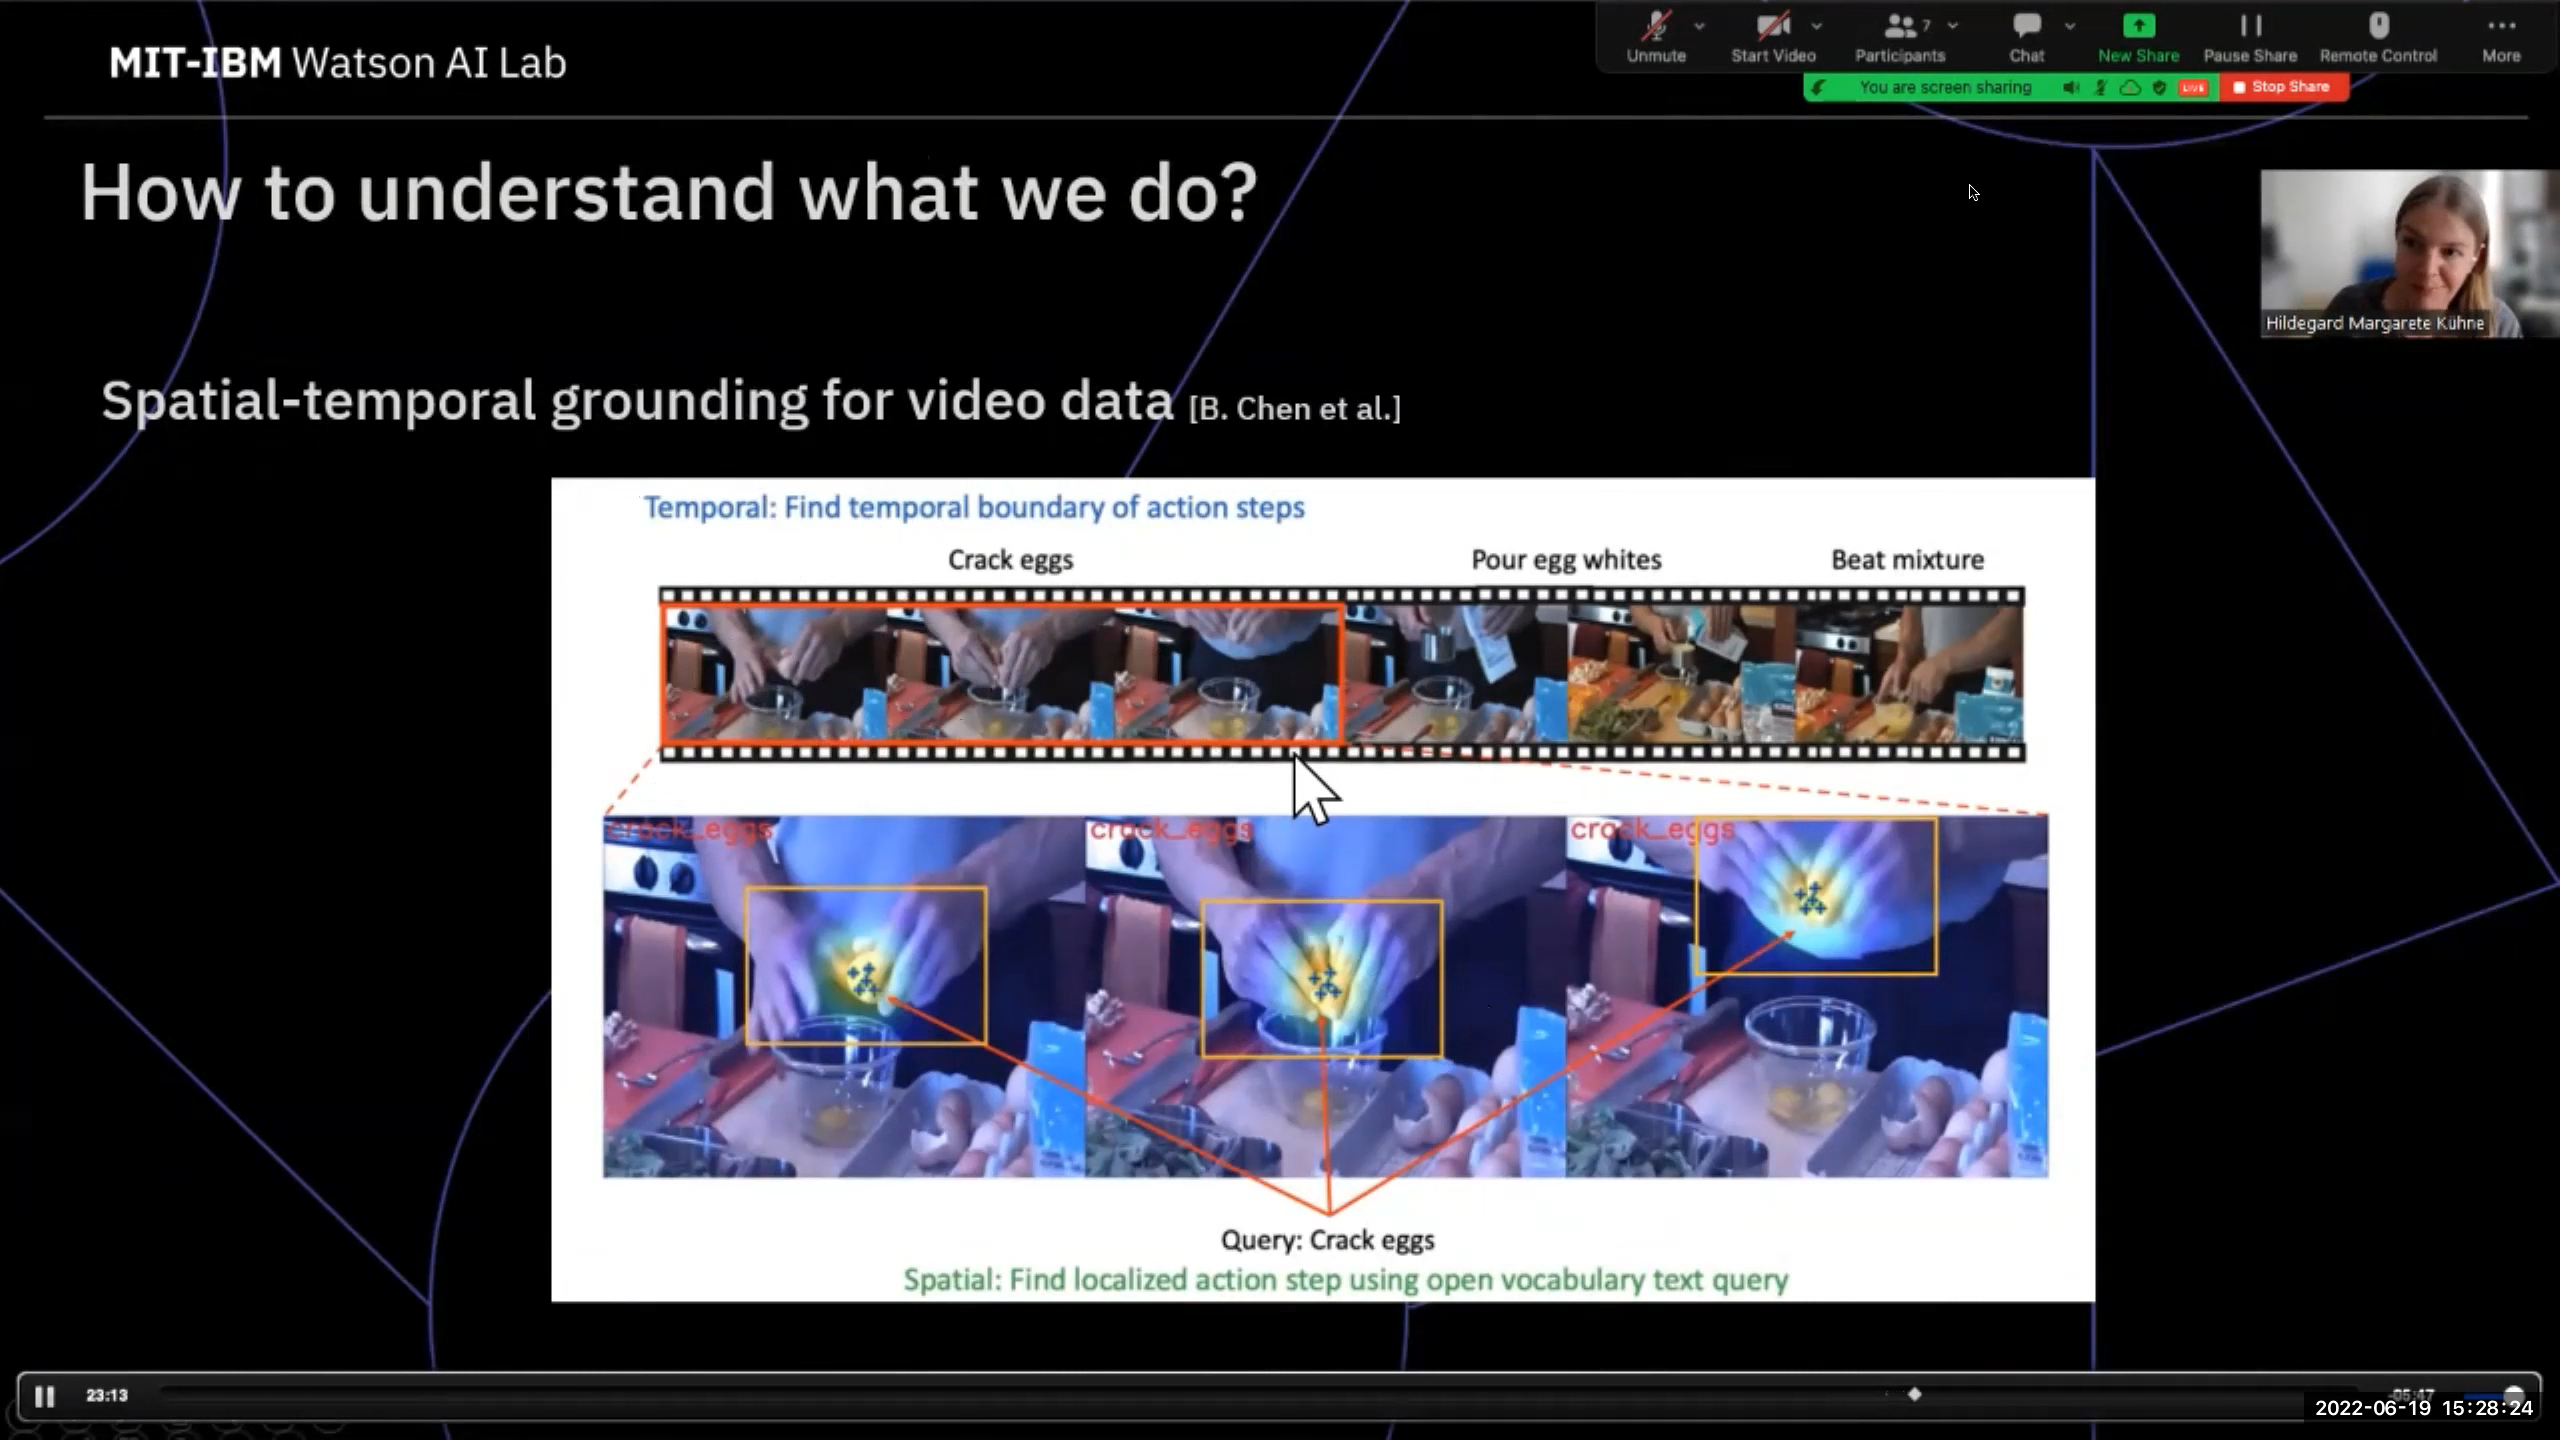 MIT-IBM Watson AI Lab
Unmute
Start Video
Participants
7
Chat
New Share
Pause Share
Remote Control
More
You are screen sharing
LIVE
Stop Share
How to understand what we do?
Hildegard Margarete Kühne
Spatial-temporal grounding for video data [B. Chen et al.]
Temporal: Find temporal boundary of action steps
Crack eggs
Pour egg whites
Beat mixture
crack_eggs
crack_eggs
crack_eggs
Query: Crack eggs
Spatial: Find localized action step using open vocabulary text query
23:13
-05:47
2022-06-19 15:28:24